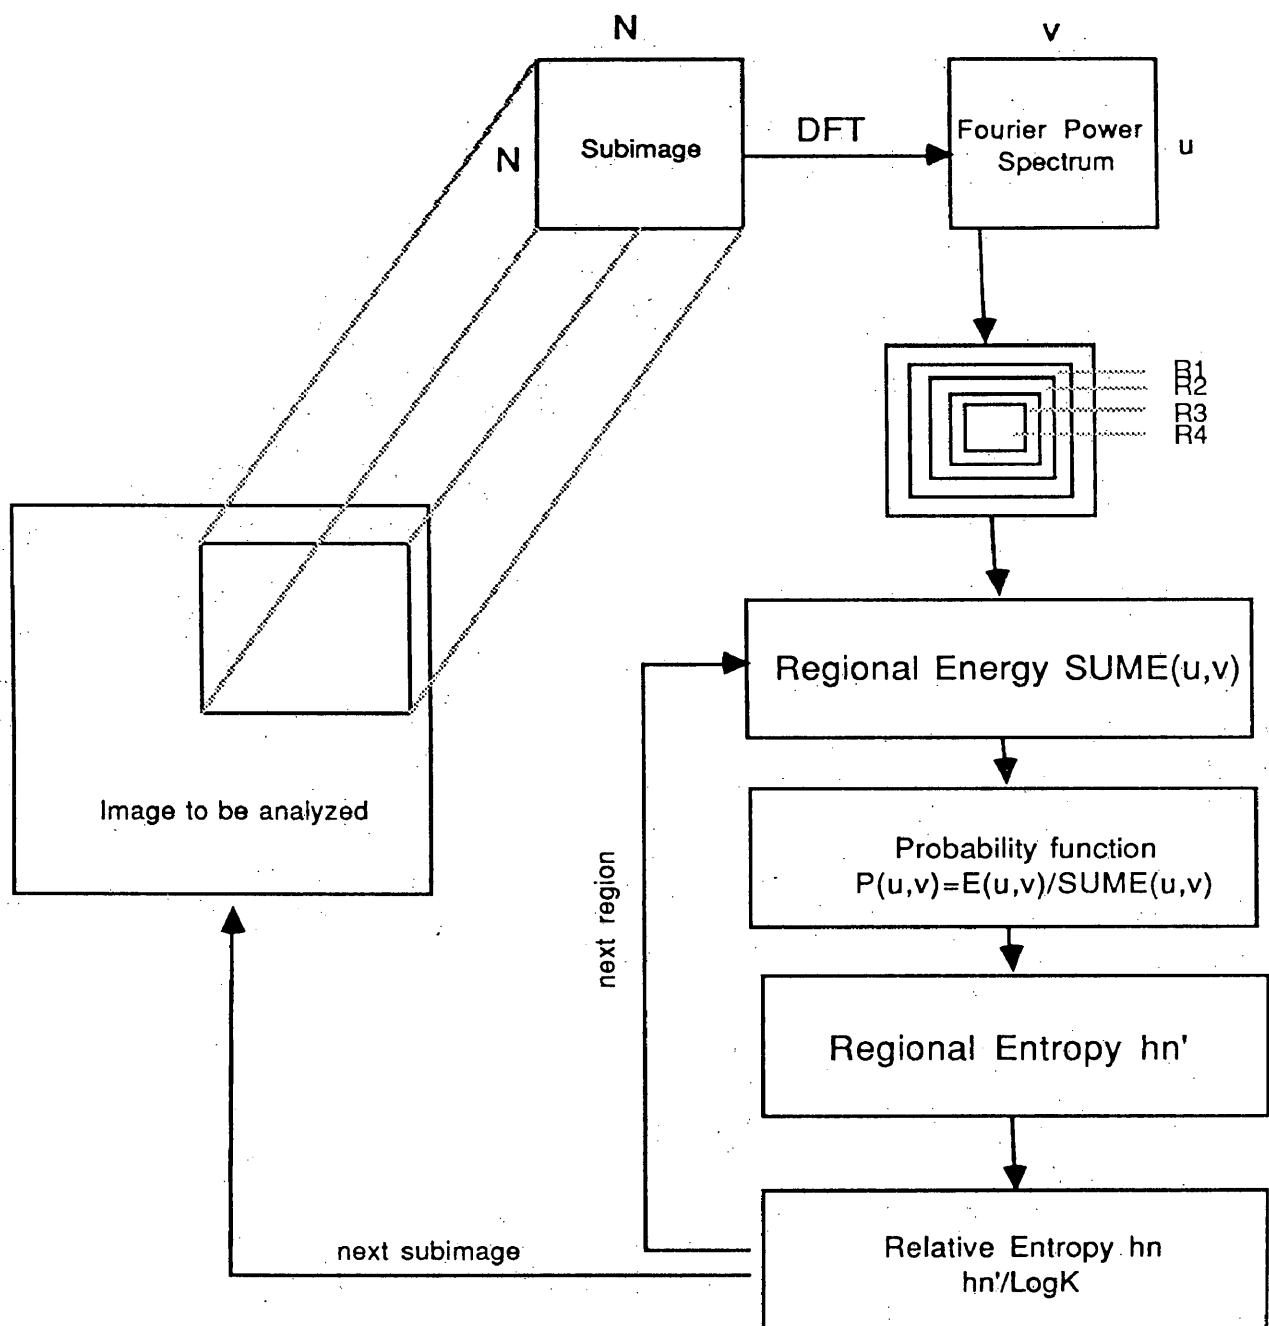 N
v
Subimage
N
DFT
Fourier Power
Spectrum
u
R1
R2
R3
R4
Image to be analyzed
Regional Energy SUME(u,v)
Probability function
P(u,v)=E(u,v)/SUME(u,v)
next region
Regional Entropy hn'
next subimage
Relative Entropy hn
hn'/LogK